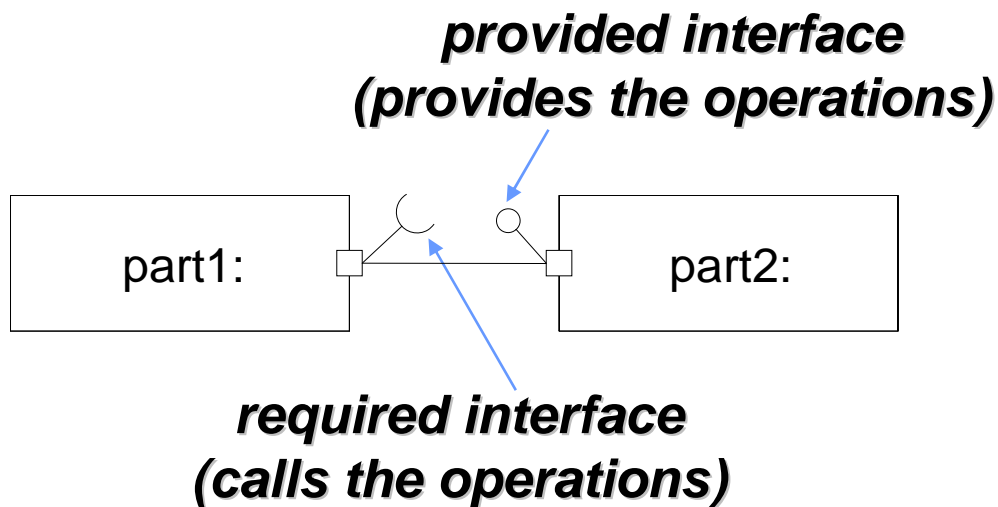 provided interface
(provides the operations)
part1:
part2:
required interface
(calls the operations)